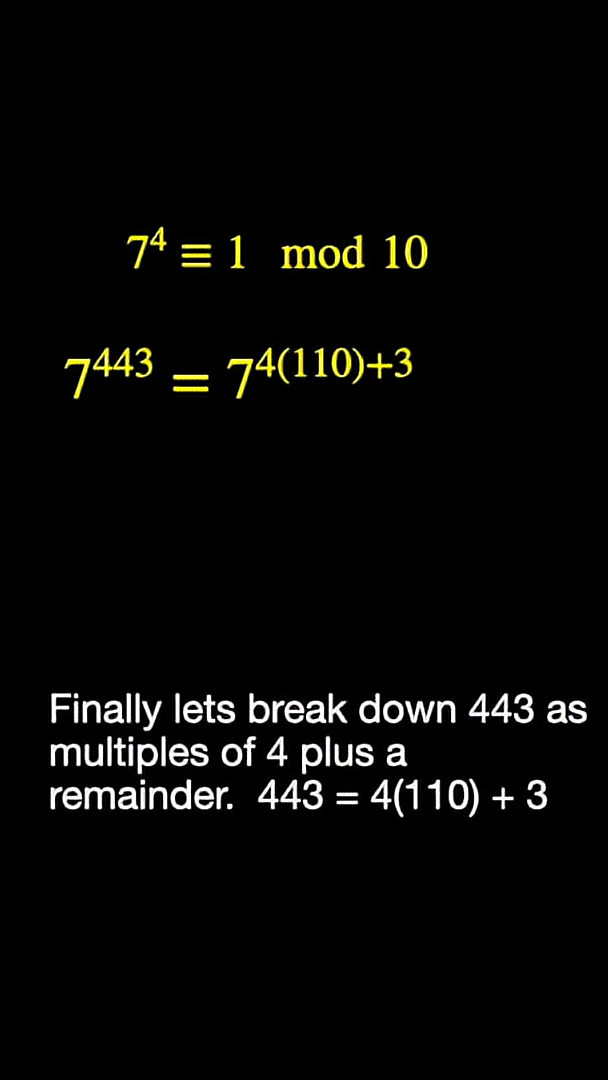 7⁴ ≡ 1 mod 10
7⁴⁴³ = 7⁴⁽¹¹⁰⁾⁺³
Finally lets break down 443 as
multiples of 4 plus a
remainder.  443 = 4(110) + 3